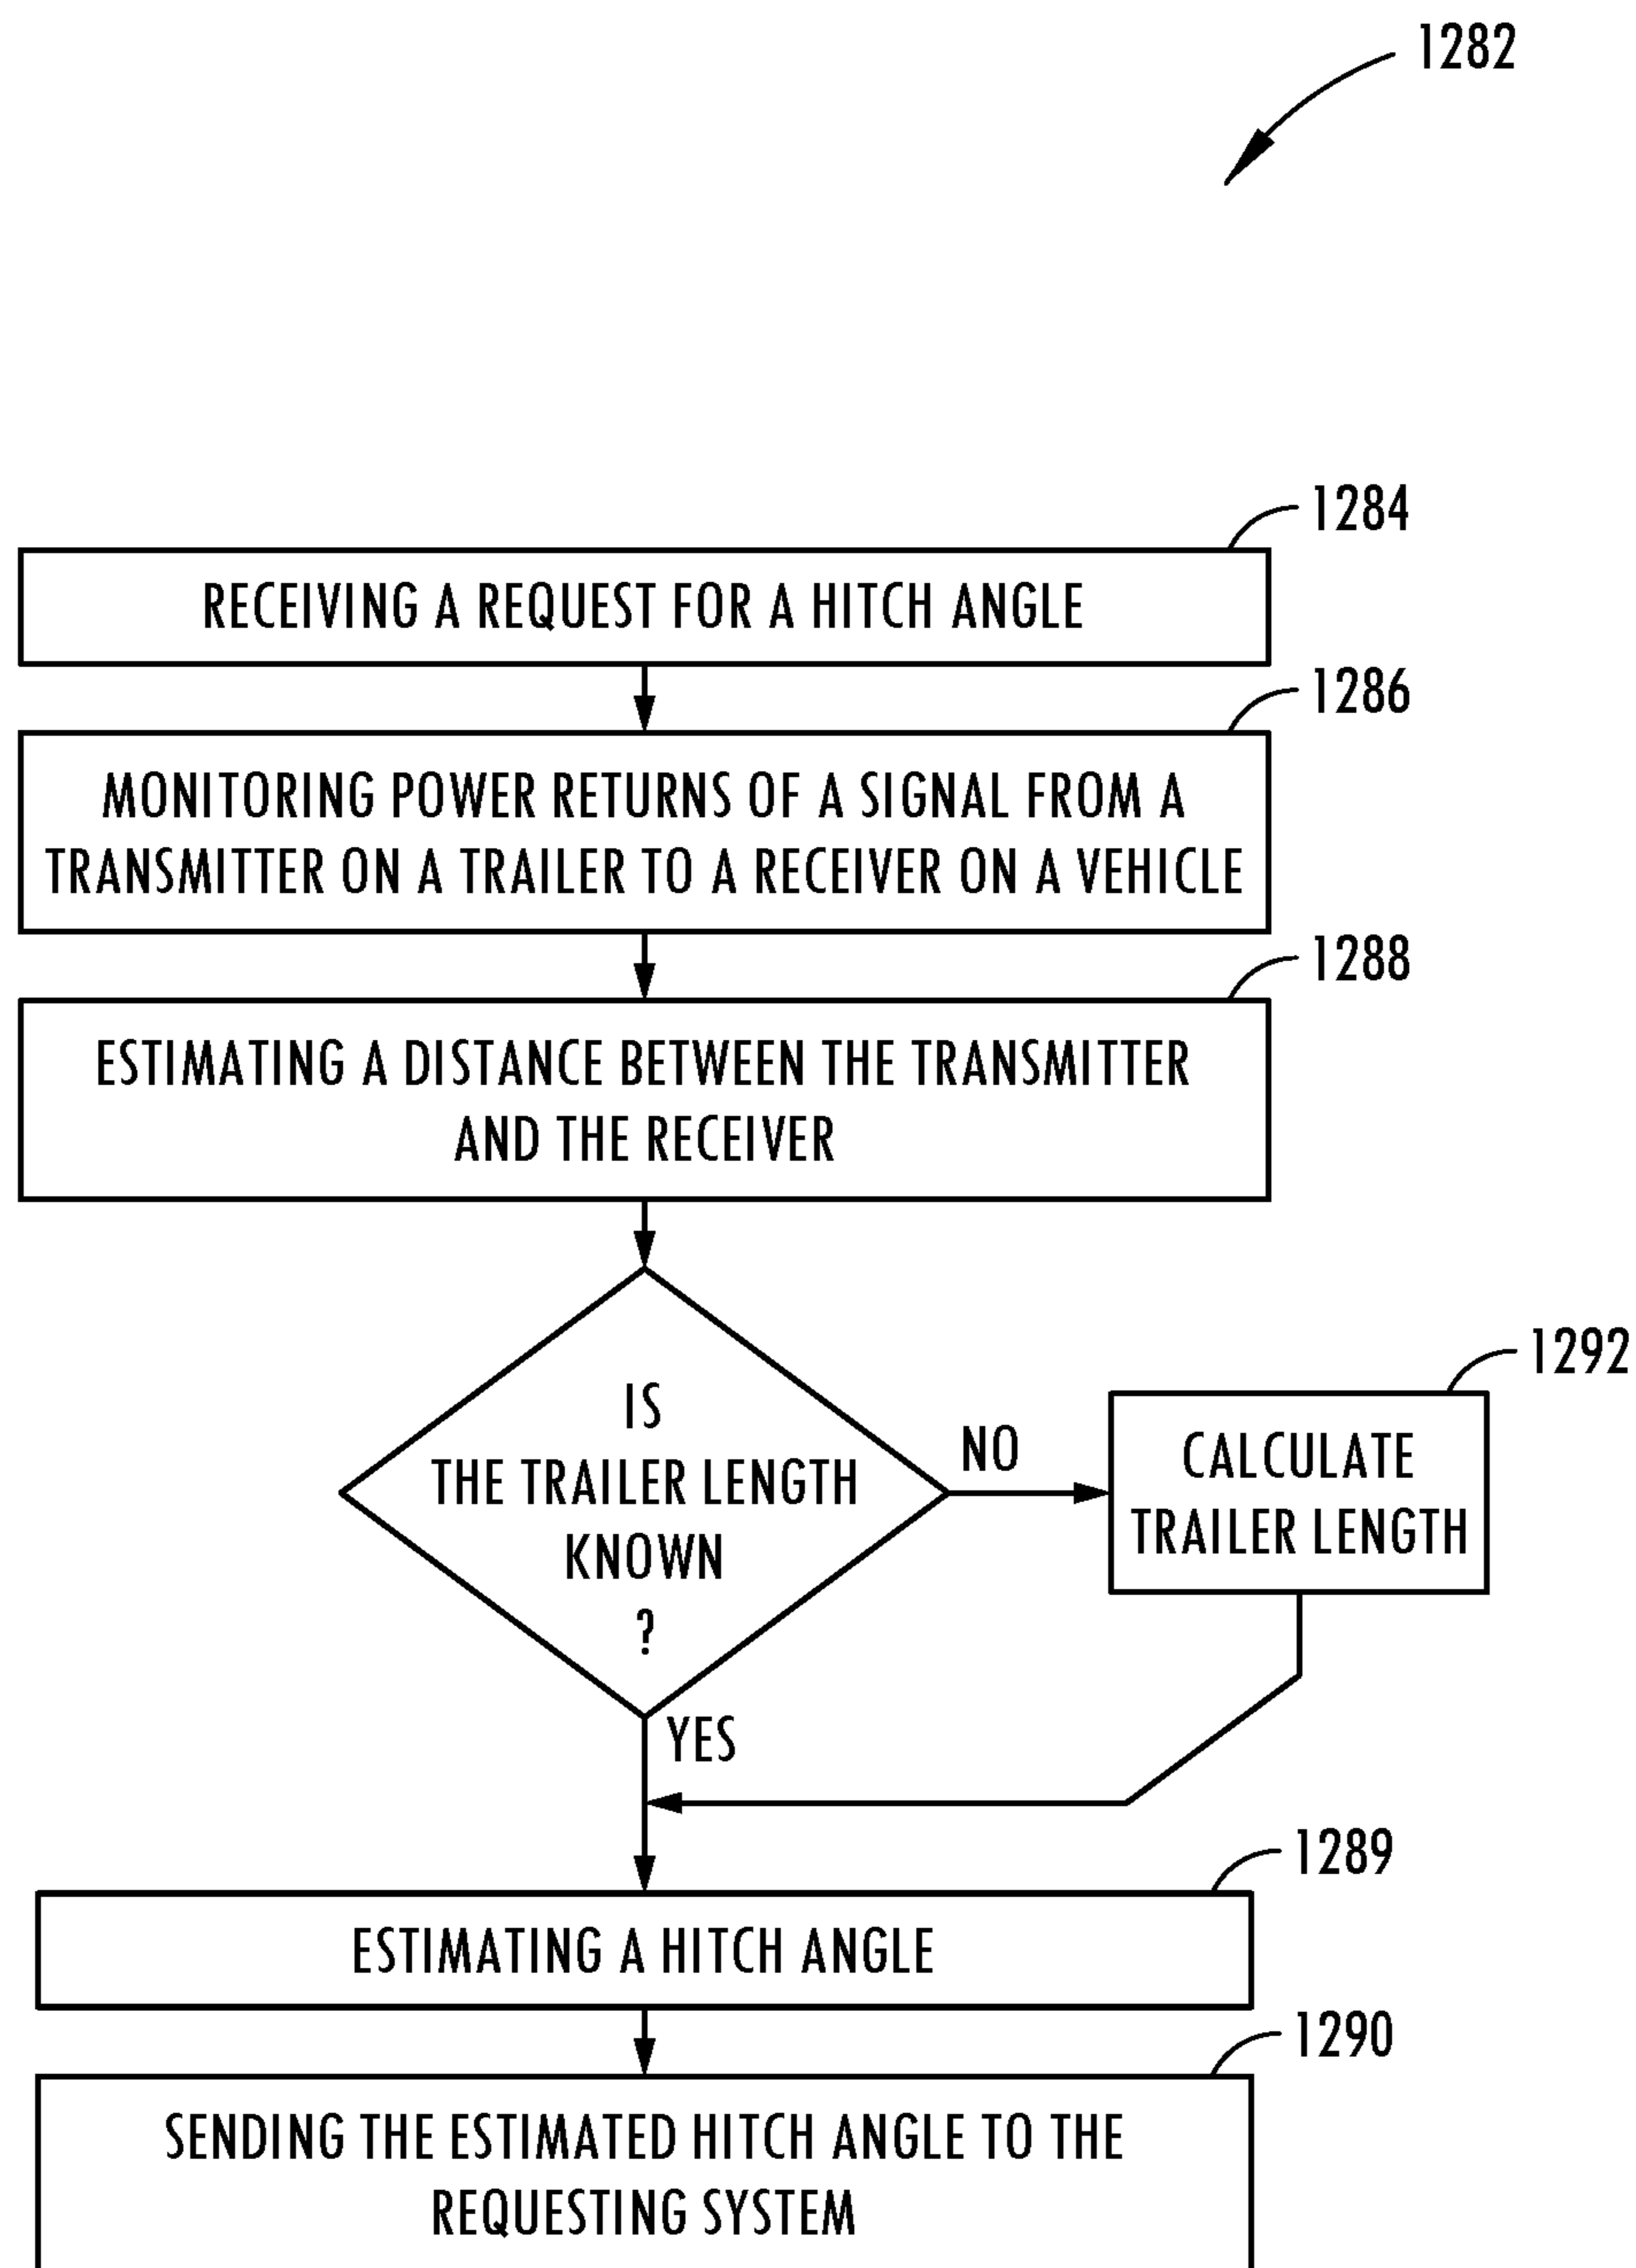 1282
1284
RECEIVING A REQUEST FOR A HITCH ANGLE
1286
MONITORING POWER RETURNS OF A SIGNAL FROM A
TRANSMITTER ON A TRAILER TO A RECEIVER ON A VEHICLE
1288
ESTIMATING A DISTANCE BETWEEN THE TRANSMITTER
AND THE RECEIVER
IS
THE TRAILER LENGTH
KNOWN
?
NO
1292
CALCULATE
TRAILER LENGTH
YES
1289
ESTIMATING A HITCH ANGLE
1290
SENDING THE ESTIMATED HITCH ANGLE TO THE
REQUESTING SYSTEM